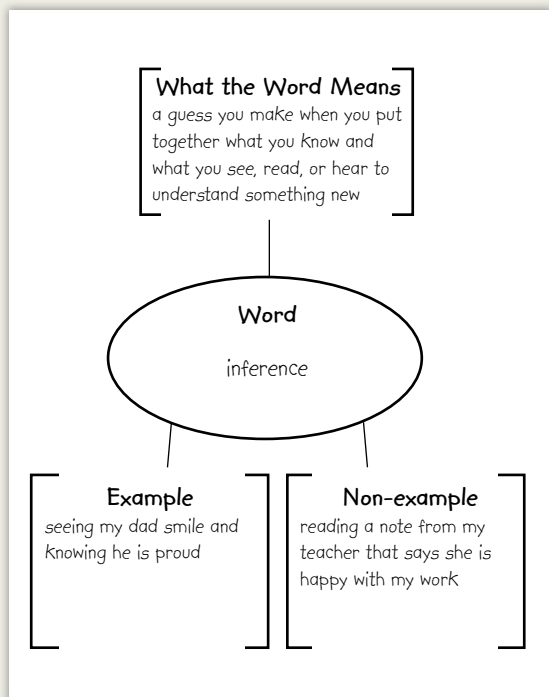 What the Word Means
a guess you make when you put
together what you know and
what you see, read, or hear to
understand something new
Word
inference
Example
seeing my dad smile and
knowing he is proud
Non-example
reading a note from my
teacher that says she is
happy with my work